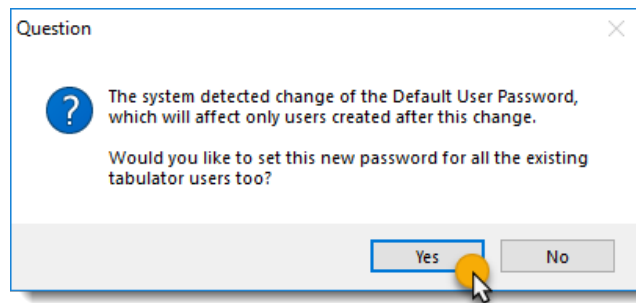 Question
The system detected change of the Default User Password,
which will affect only users created after this change.
Would you like to set this new password for all the existing
tabulator users too?
Yes
No